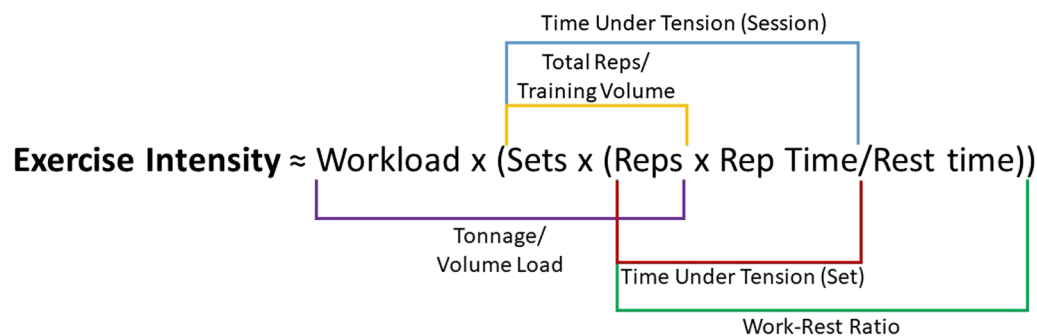 Time Under Tension (Session)
Total Reps/
Training Volume
Exercise Intensity ≈ Workload x (Sets x (Reps x Rep Time/Rest time))
Tonnage/
Volume Load
Time Under Tension (Set)
Work-Rest Ratio